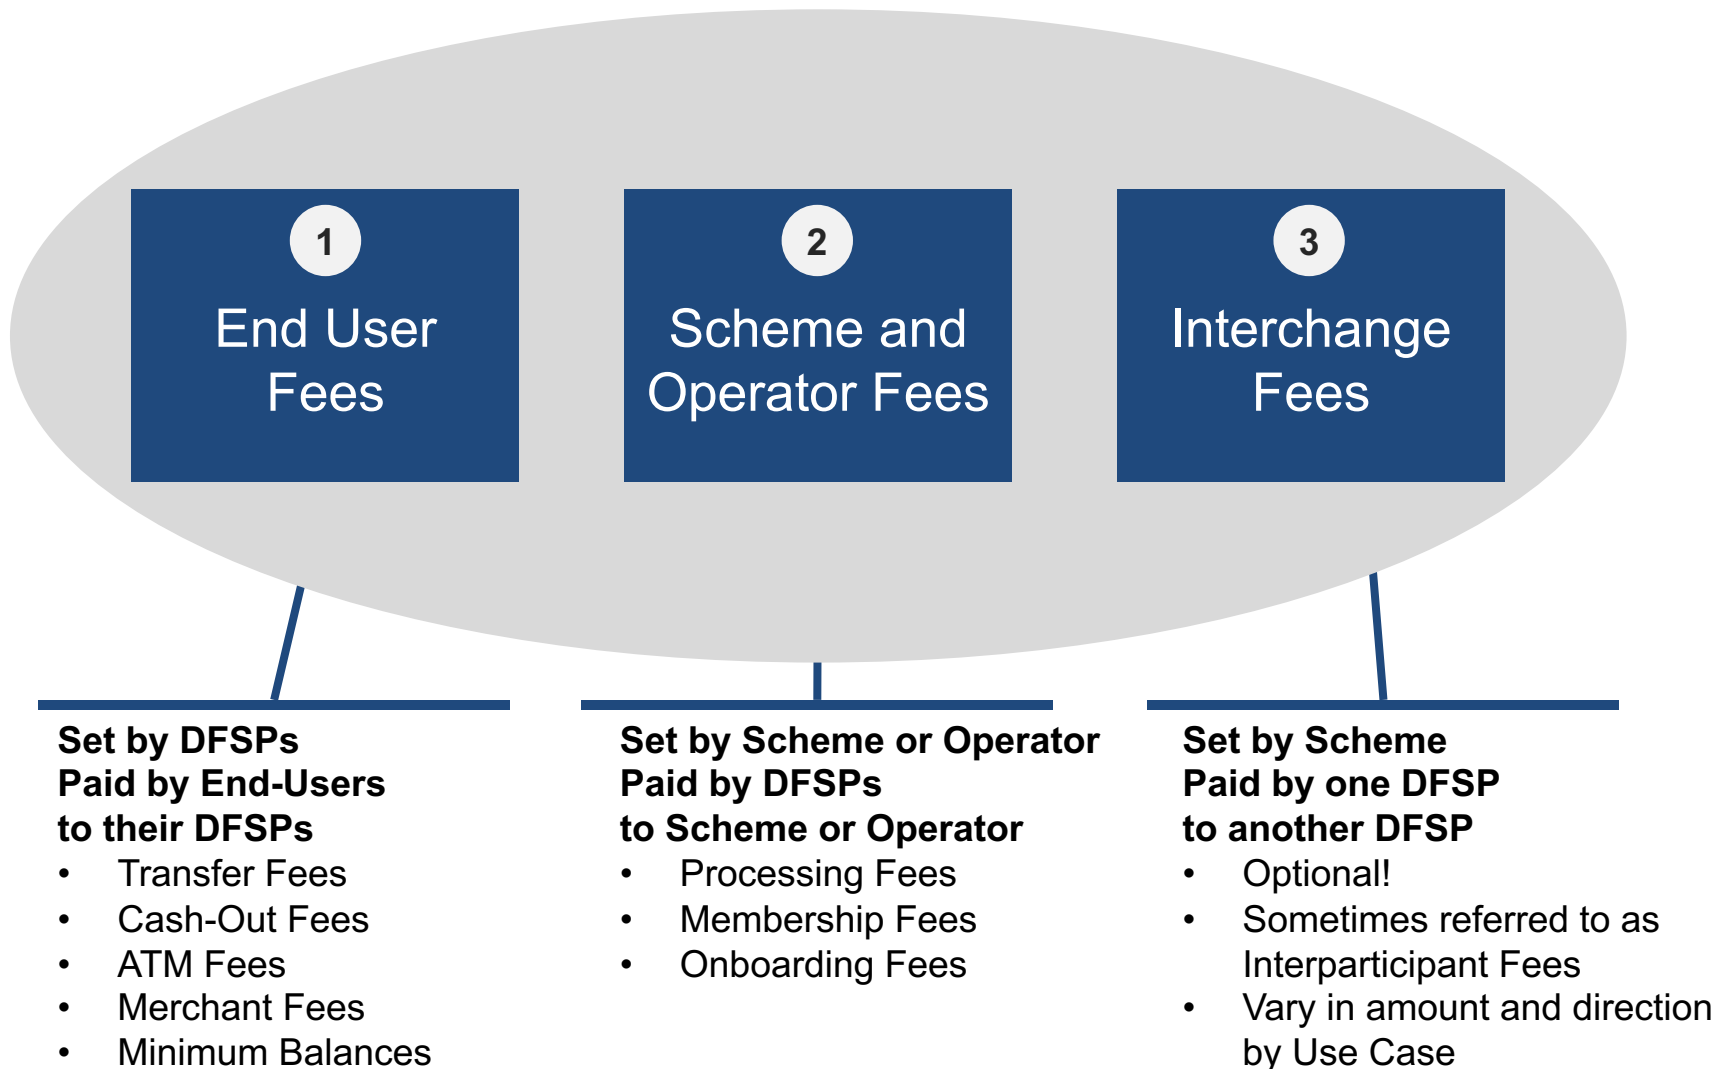 1
End User
Fees
2
Scheme and
Operator Fees
3
Interchange
Fees
Set by DFSPs
Paid by End-Users
to their DFSPs
• Transfer Fees
• Cash-Out Fees
• ATM Fees
• Merchant Fees
• Minimum Balances
Set by Scheme or Operator
Paid by DFSPs
to Scheme or Operator
• Processing Fees
• Membership Fees
• Onboarding Fees
Set by Scheme
Paid by one DFSP
to another DFSP
• Optional!
• Sometimes referred to as
Interparticipant Fees
• Vary in amount and direction
by Use Case